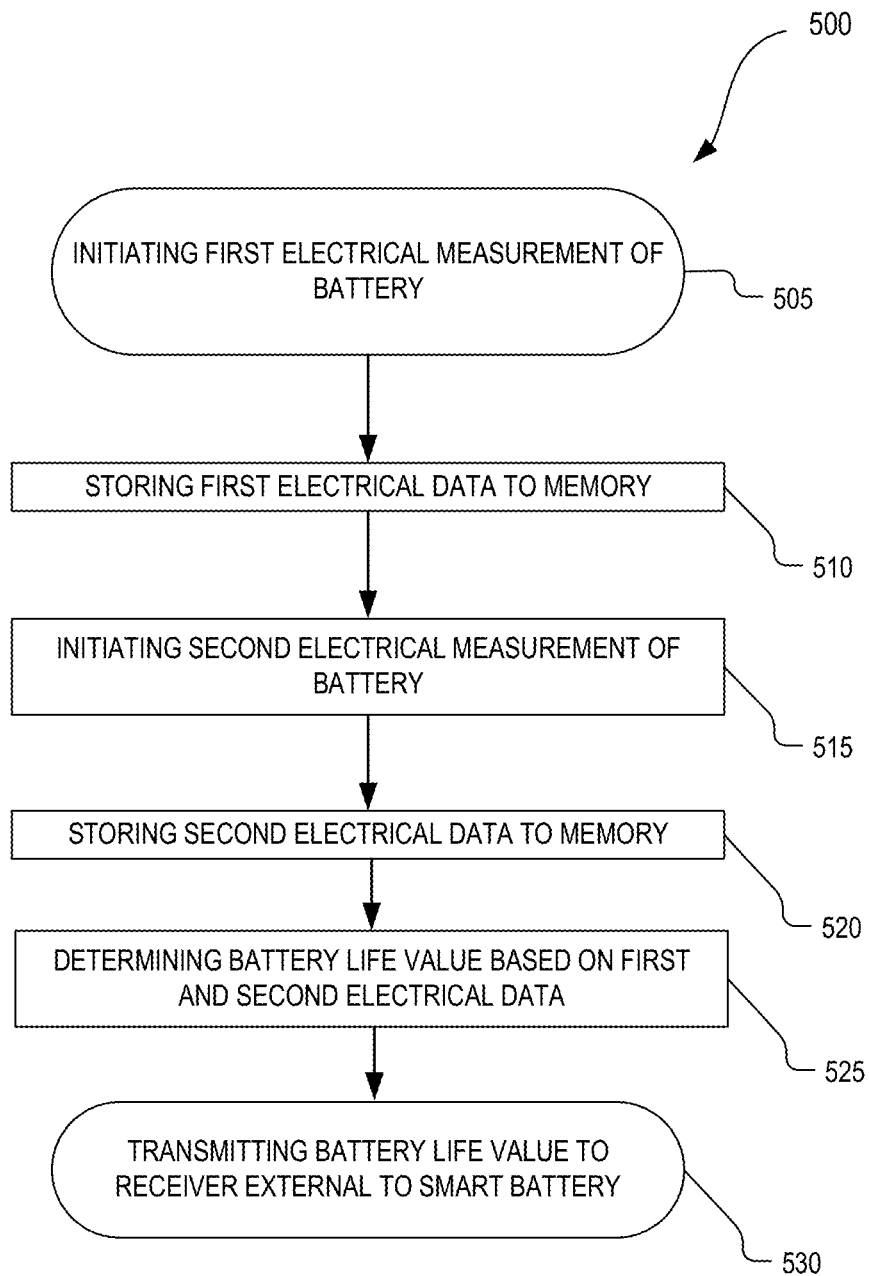 500
INITIATING FIRST ELECTRICAL MEASUREMENT OF
BATTERY
505
STORING FIRST ELECTRICAL DATA TO MEMORY
510
INITIATING SECOND ELECTRICAL MEASUREMENT OF
BATTERY
515
STORING SECOND ELECTRICAL DATA TO MEMORY
520
DETERMINING BATTERY LIFE VALUE BASED ON FIRST
AND SECOND ELECTRICAL DATA
525
TRANSMITTING BATTERY LIFE VALUE TO
RECEIVER EXTERNAL TO SMART BATTERY
530